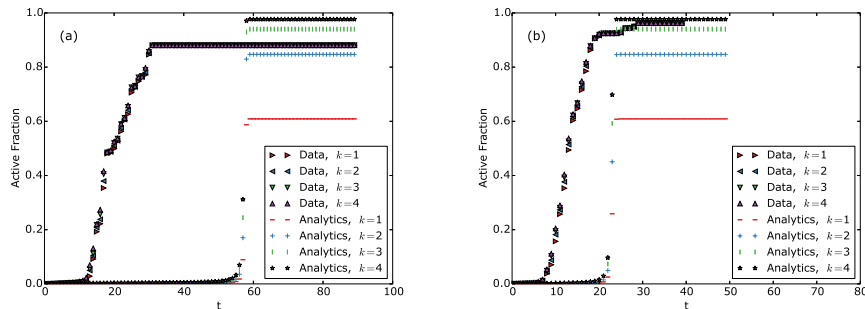 (a)
Active Fraction
1.0
0.8
0.6
0.4
0.2
0.0
0 20 40 60 80 100
t
Data, k=1
Data, k=2
Data, k=3
Data, k=4
Analytics, k=1
Analytics, k=2
Analytics, k=3
Analytics, k=4
(b)
Active Fraction
1.0
0.8
0.6
0.4
0.2
0.0
0 10 20 30 40 50 60 70 80
t
Data, k=1
Data, k=2
Data, k=3
Data, k=4
Analytics, k=1
Analytics, k=2
Analytics, k=3
Analytics, k=4